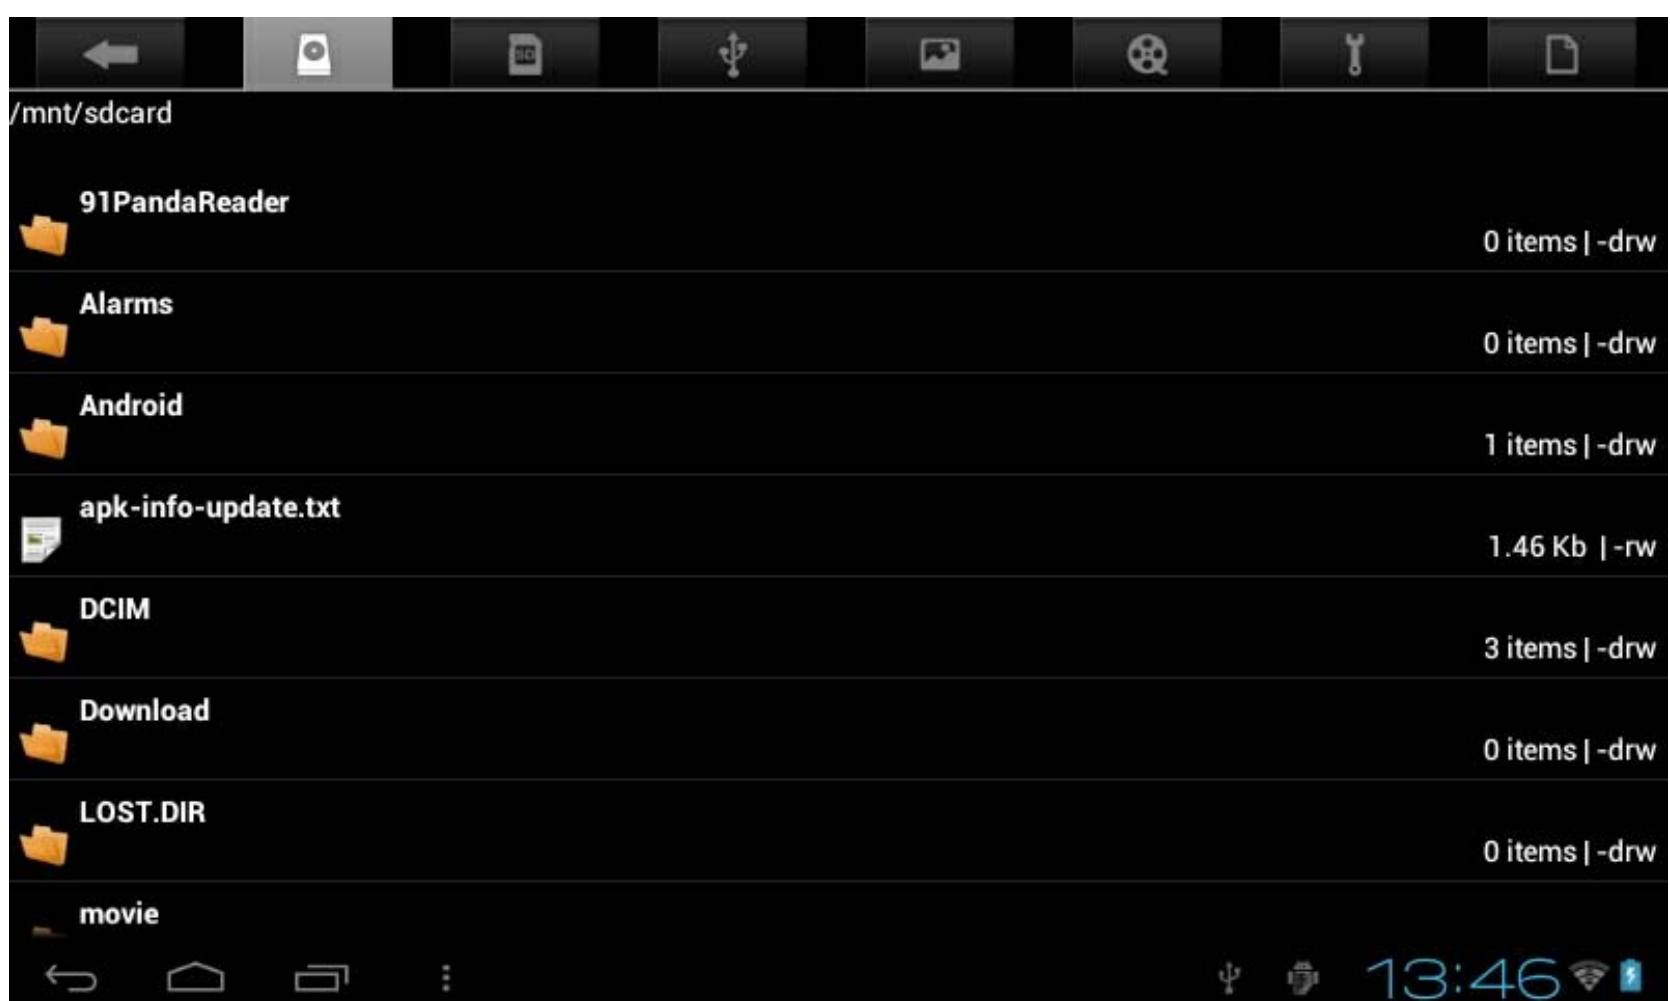 SD
/mnt/sdcard
91PandaReader
0 items | -drw
Alarms
0 items | -drw
Android
1 items | -drw
apk-info-update.txt
1.46 Kb | -rw
DCIM
3 items | -drw
Download
0 items | -drw
LOST.DIR
0 items | -drw
movie
13:46